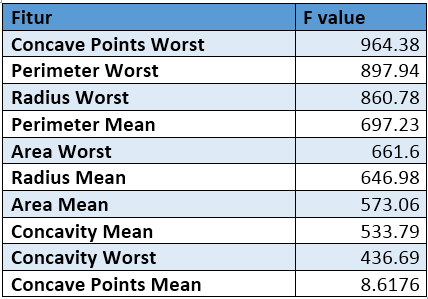 Fitur F value
Concave Points Worst 964.38
Perimeter Worst 897.94
Radius Worst 860.78
Perimeter Mean 697.23
Area Worst 661.6
Radius Mean 646.98
Area Mean 573.06
Concavity Mean 533.79
Concavity Worst 436.69
Concave Points Mean 8.6176